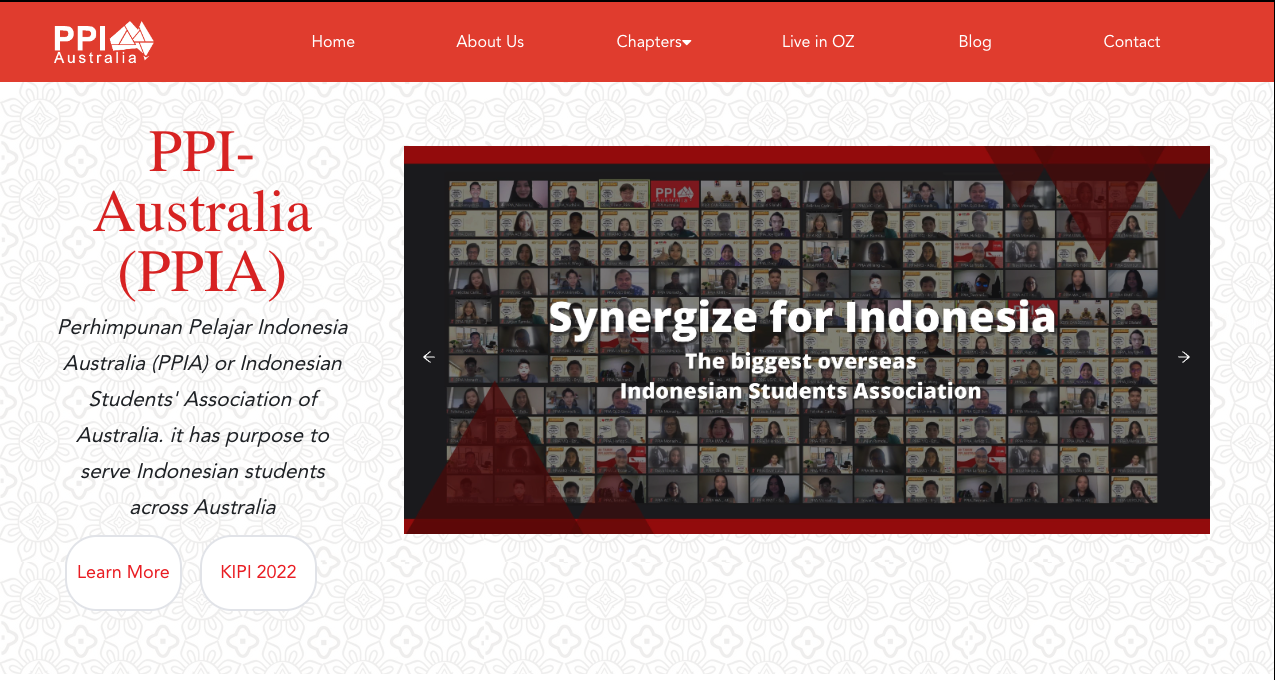 PPI
Australia
Home
About Us
Chapters
Live in OZ
Blog
Contact
PPI-
Australia
(PPIA)
Perhimpunan Pelajar Indonesia
Australia (PPIA) or Indonesian
Students' Association of
Australia. it has purpose to
serve Indonesian students
across Australia
Learn More
KIPI 2022
Synergize for Indonesia
The biggest overseas
Indonesian Students Association